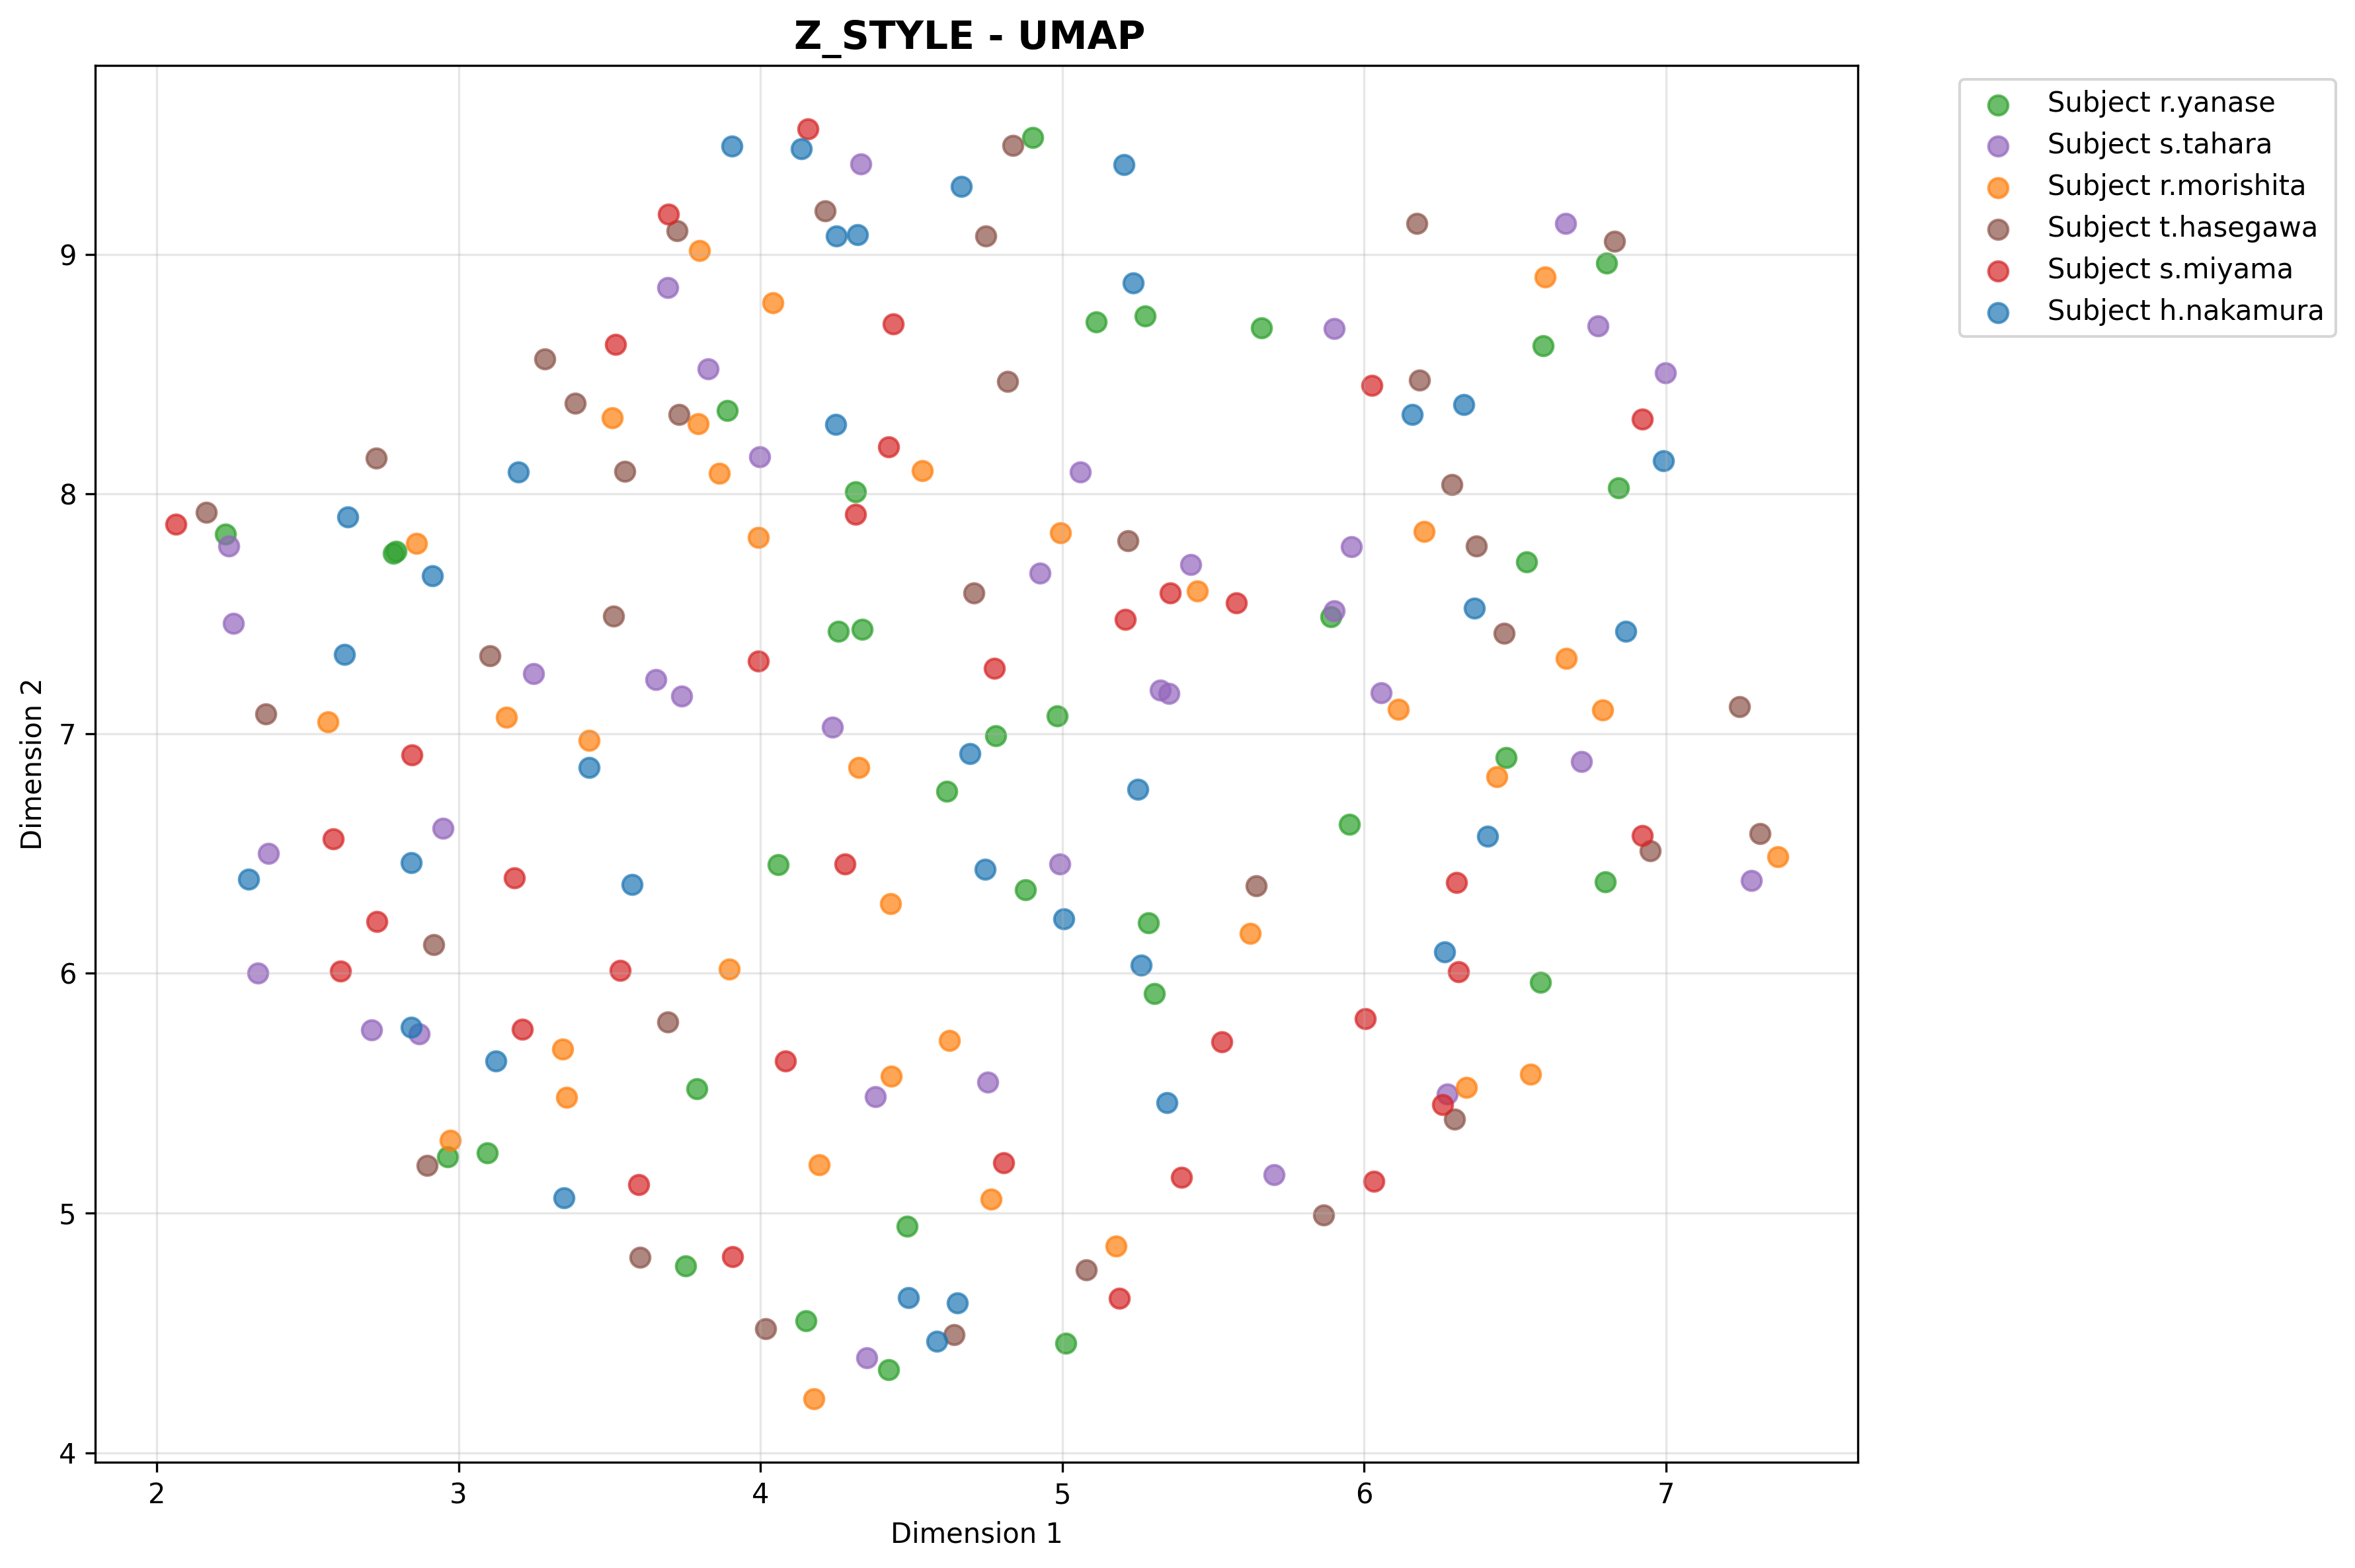 Z_STYLE - UMAP
Subject r.yanase
Subject s.tahara
Subject r.morishita
Subject t.hasegawa
Subject s.miyama
Subject h.nakamura
9
8
7
6
5
4
Dimension 2
2 3 4 5 6 7
Dimension 1